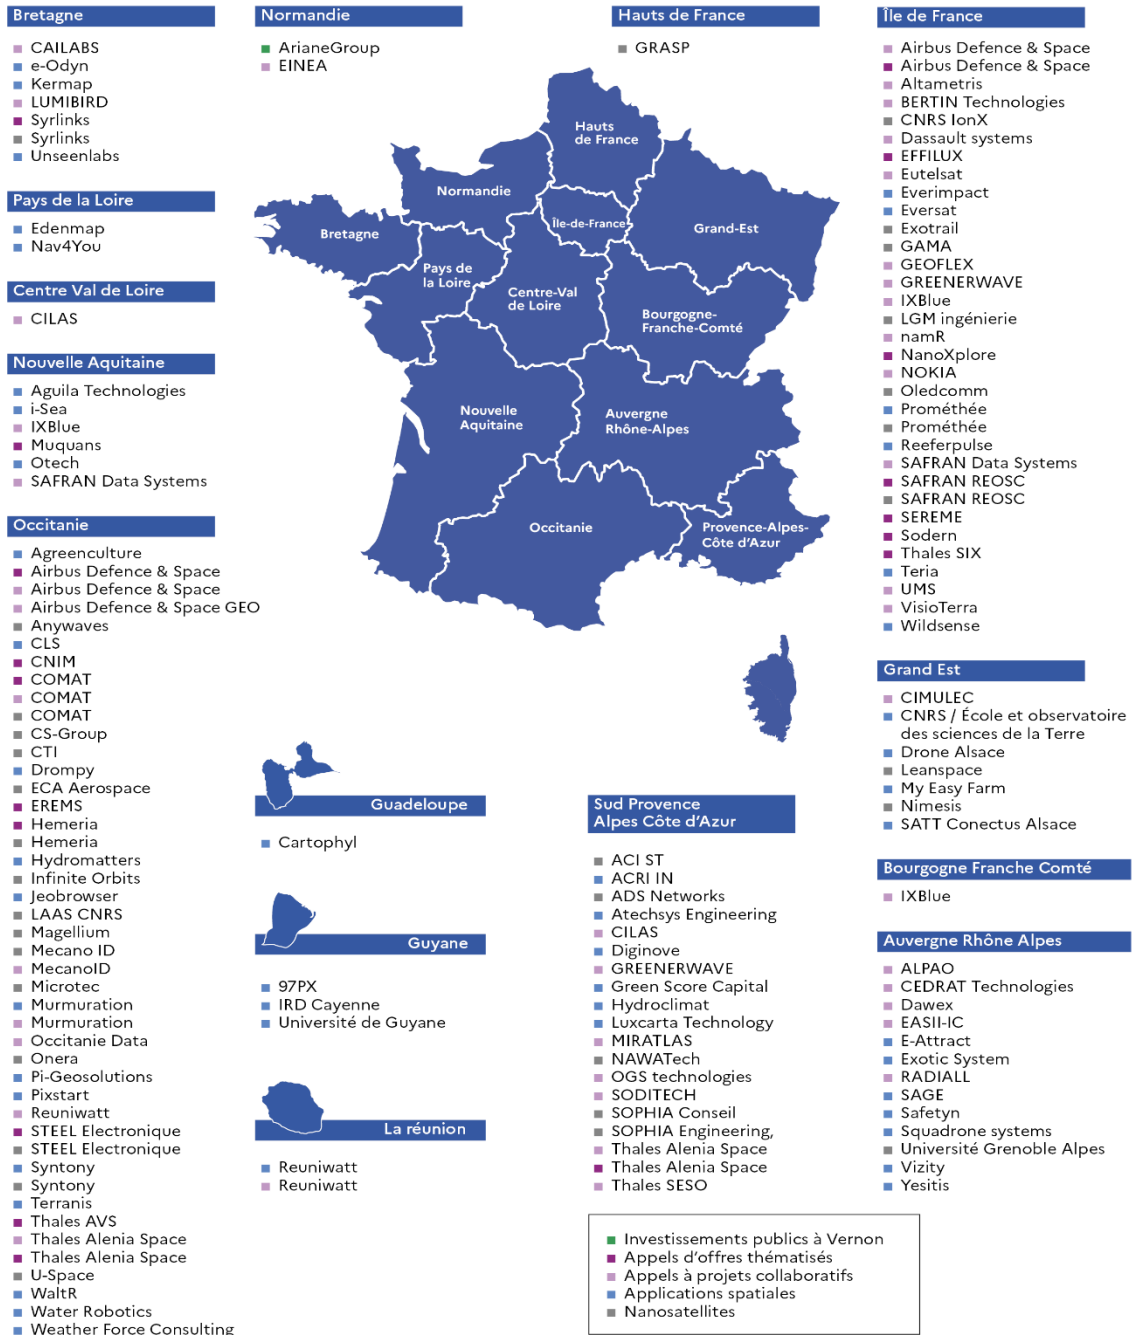 Bretagne
CAILABS
e-Odyn
Kermap
LUMIBIRD
Syrlinks
Syrlinks
Unseenlabs
Pays de la Loire
Edenmap
Nav4You
Centre Val de Loire
CILAS
Nouvelle Aquitaine
Aguila Technologies
i-Sea
IXBlue
Muquans
Otech
SAFRAN Data Systems
Occitanie
Agreenculture
Airbus Defence & Space
Airbus Defence & Space
Airbus Defence & Space GEO
Anywaves
CLS
CNIM
COMAT
COMAT
COMAT
CS-Group
CTI
Drompy
ECA Aerospace
EREMS
Hemeria
Hemeria
Hydromatters
Infinite Orbits
Jeobrowser
LAAS CNRS
Magellium
Mecano ID
MecanoID
Microtec
Murmuration
Murmuration
Occitanie Data
Onera
Pi-Geosolutions
Pixstart
Reuniwatt
STEEL Electronique
STEEL Electronique
Syntony
Syntony
Terranis
Thales AVS
Thales Alenia Space
Thales Alenia Space
U-Space
WaltR
Water Robotics
Weather Force Consulting
Normandie
ArianeGroup
EINEA
Hauts de France
GRASP
Hauts
de France
Normandie
Île-de-France
Grand-Est
Bretagne
Pays de
la Loire
Centre-Val
de Loire
Bourgogne-
Franche-Comté
Nouvelle
Aquitaine
Auvergne
Rhône-Alpes
Occitanie
Provence-Alpes-
Côte d'Azur
Guadeloupe
Cartophyl
Guyane
97PX
IRD Cayenne
Université de Guyane
La réunion
Reuniwatt
Reuniwatt
Sud Provence
Alpes Côte d'Azur
ACI ST
ACRI IN
ADS Networks
Atechsys Engineering
CILAS
Diginove
GREENERWAVE
Green Score Capital
Hydroclimat
Luxcarta Technology
MIRATLAS
NAWATech
OGS technologies
SODITECH
SOPHIA Conseil
SOPHIA Engineering,
Thales Alenia Space
Thales Alenia Space
Thales SESO
Île de France
Airbus Defence & Space
Airbus Defence & Space
Altametris
BERTIN Technologies
CNRS IonX
Dassault systems
EFFILUX
Eutelsat
Everimpact
Eversat
Exotrail
GAMA
GEOFLEX
GREENERWAVE
IXBlue
LGM ingénierie
namR
NanoXplore
NOKIA
Oledcomm
Prométhée
Prométhée
Reeferpulse
SAFRAN Data Systems
SAFRAN REOSC
SAFRAN REOSC
SEREME
Sodern
Thales SIX
Teria
UMS
VisioTerra
Wildsense
Grand Est
CIMULEC
CNRS / École et observatoire
des sciences de la Terre
Drone Alsace
Leanspace
My Easy Farm
Nimesis
SATT Conectus Alsace
Bourgogne Franche Comté
IXBlue
Auvergne Rhône Alpes
ALPAO
CEDRAT Technologies
Dawex
EASII-IC
E-Attract
Exotic System
RADIALL
SAGE
Safetyn
Squadrone systems
Université Grenoble Alpes
Vizity
Yesitis
Investissements publics à Vernon
Appels d'offres thématisés
Appels à projets collaboratifs
Applications spatiales
Nanosatellites